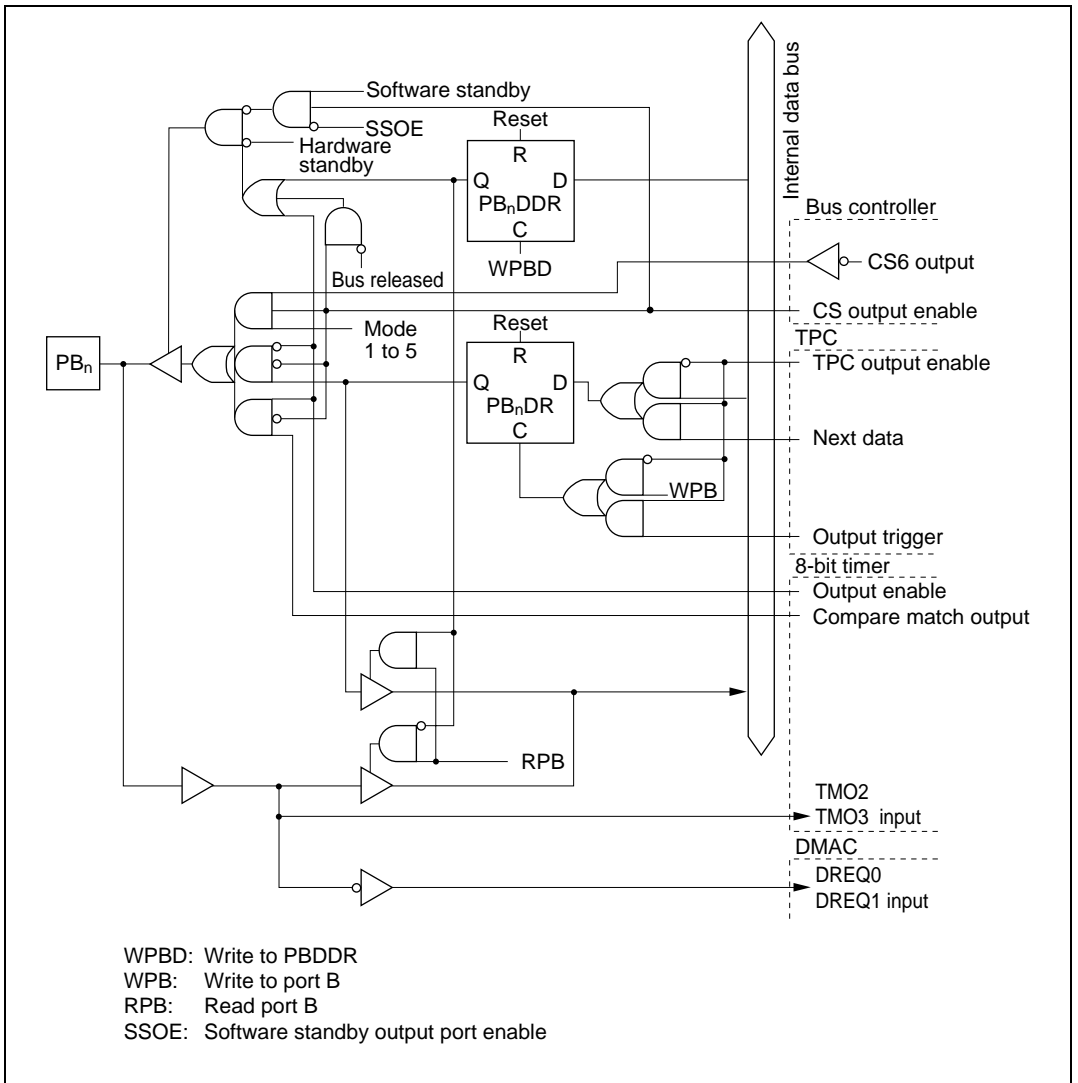 Software standby
SSOE
Hardware
standby
Reset
R
Q D
PBnDDR
C
WPBD
Bus released
Internal data bus
Bus controller
CS6 output
CS output enable
Mode
1 to 5
Reset
R
Q D
PBnDR
C
PBn
TPC
TPC output enable
Next data
WPB
Output trigger
8-bit timer
Output enable
Compare match output
RPB
TMO2
TMO3 input
DMAC
DREQ0
DREQ1 input
WPBD: Write to PBDDR
WPB: Write to port B
RPB: Read port B
SSOE: Software standby output port enable